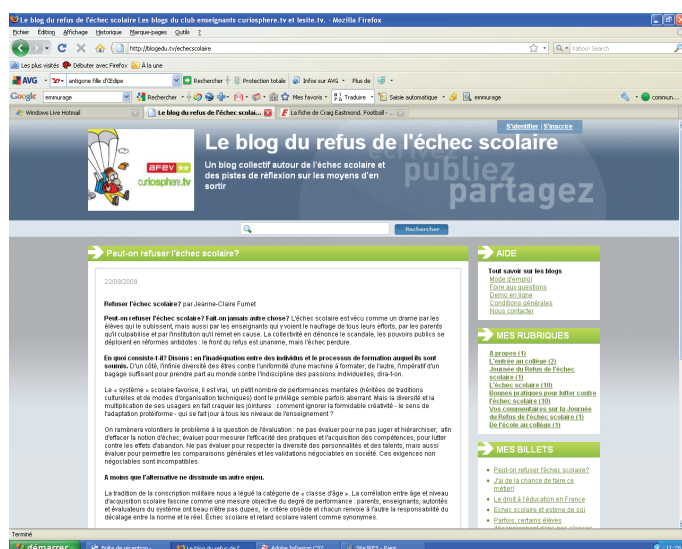 Le blog du refus de l'échec scolaire Les blogs du club enseignants curiosphere.tv et lesite.tv. - Mozilla Firefox
Fichier Édition Affichage Historique Marque-pages Outils ?
http://blogedu.tv/echecscolaire
Yahoo! Search
Les plus visités Débuter avec Firefox À la une
AVG antigone fille d'Œdipe Rechercher Protection totale Infos sur AVG Plus de
Google emmurage Rechercher Mes favoris Traduire Saisie automatique emmurage commun...
Windows Live Hotmail Le blog du refus de l'échec scolai... La fiche de Craig Eastmond. Football - ...
S'identifier | S'inscrire
Le blog du refus de l'échec scolaire
Un blog collectif autour de l'échec scolaire et
des pistes de réflexion sur les moyens d'en
sortir
écrivez
publiez
partagez
afev
curiosphere.tv
Rechercher
Peut-on refuser l'échec scolaire?
22/09/2009
Refuser l'échec scolaire? par Jeanne-Claire Fumet
Peut-on refuser l'échec scolaire? Fait-on jamais autre chose? L'échec scolaire est vécu comme un drame par les
élèves qui le subissent, mais aussi par les enseignants qui y voient le naufrage de tous leurs efforts, par les parents
qu'il culpabilise et par l'institution qu'il remet en cause. La collectivité en dénonce le scandale, les pouvoirs publics se
déploient en réformes antidotes : le front du refus est unanime, mais l'échec perdure.
En quoi consiste-t-il? Disons : en l'inadéquation entre des individus et le processus de formation auquel ils sont
soumis. D'un côté, l'infinie diversité des êtres contre l'uniformité d'une machine à formater; de l'autre, l'impératif d'un
bagage suffisant pour prendre part au monde contre l'indiscipline des passions individuelles, dira-t-on.
Le « système » scolaire favorise, il est vrai, un petit nombre de performances mentales (héritées de traditions
culturelles et de modes d'organisation techniques) dont le privilège semble parfois aberrant. Mais la diversité et la
multiplication de ses usagers en fait craquer les jointures : comment ignorer la formidable créativité - le sens de
l'adaptation protéiforme - qui se fait jour à tous les niveaux de l'enseignement ?
On ramènera volontiers le problème à la question de l'évaluation : ne pas évaluer pour ne pas juger et hiérarchiser; afin
d'effacer la notion d'échec; évaluer pour mesurer l'efficacité des pratiques et l'acquisition des compétences, pour lutter
contre les effets d'abandon. Ne pas évaluer pour respecter la diversité des personnalités et des talents, mais aussi
évaluer pour permettre les comparaisons générales et les validations négociables en société. Ces exigences non
négociables sont incompatibles.
A moins que l'alternative ne dissimule un autre enjeu.
La tradition de la conscription militaire nous a légué la catégorie de « classe d'âge ». La corrélation entre âge et niveau
d'acquisition scolaire fascine comme une mesure objective du degré de performance : parents, enseignants, autorités
et évaluateurs du système ont beau n'être pas dupes, le critère obsède et chacun renvoie à l'autre la responsabilité du
décalage entre la norme et le réel. Échec scolaire et retard scolaire valent comme synonymes.
AIDE
Tout savoir sur les blogs
Mode d'emploi
Foire aux questions
Demo en ligne
Conditions générales
Nous contacter
MES RUBRIQUES
A propos (1)
L'entrée au collège (2)
Journée du Refus de l'échec
scolaire (1)
L'échec scolaire (10)
Bonnes pratiques pour lutter contre
l'échec scolaire (10)
Vos commentaires sur la Journée
du Refus de l'échec scolaire (1)
De l'école au collège (1)
MES BILLETS
Peut-on refuser l'échec scolaire?
J'ai de la chance de faire ce
métier!
Le droit à l'éducation en France
Echec scolaire et estime de soi
Parfois, certains élèves
Terminé
démarrer Boîte de réception - Le blog du refus de l' Adobe InDesign CS2 11:26